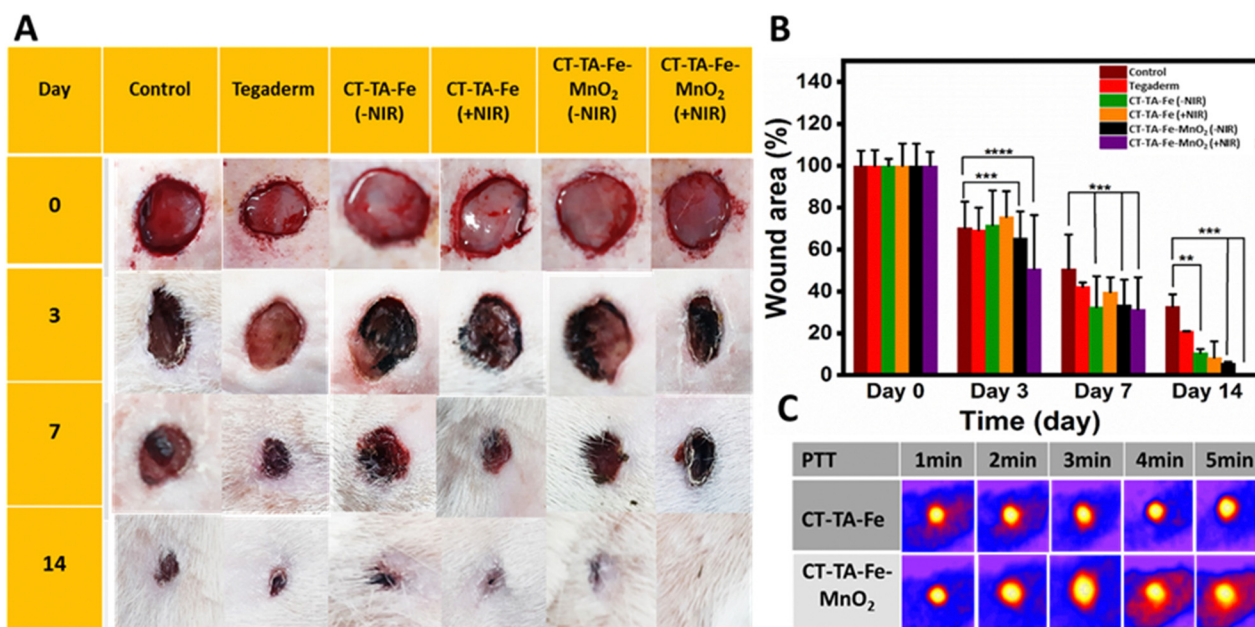 A
Day
Control
Tegaderm
CT-TA-Fe
(-NIR)
CT-TA-Fe
(+NIR)
CT-TA-Fe-
MnO₂
(-NIR)
CT-TA-Fe-
MnO₂
(+NIR)
0
3
7
14
B
Wound area (%)
140
120
100
80
60
40
20
0
Control
Tegaderm
CT-TA-Fe (-NIR)
CT-TA-Fe (+NIR)
CT-TA-Fe-MnO₂ (-NIR)
CT-TA-Fe-MnO₂ (+NIR)
****
***
***
***
**
Day 0 Day 3 Day 7 Day 14
Time (day)
C
PTT 1min 2min 3min 4min 5min
CT-TA-Fe
CT-TA-Fe-
MnO₂